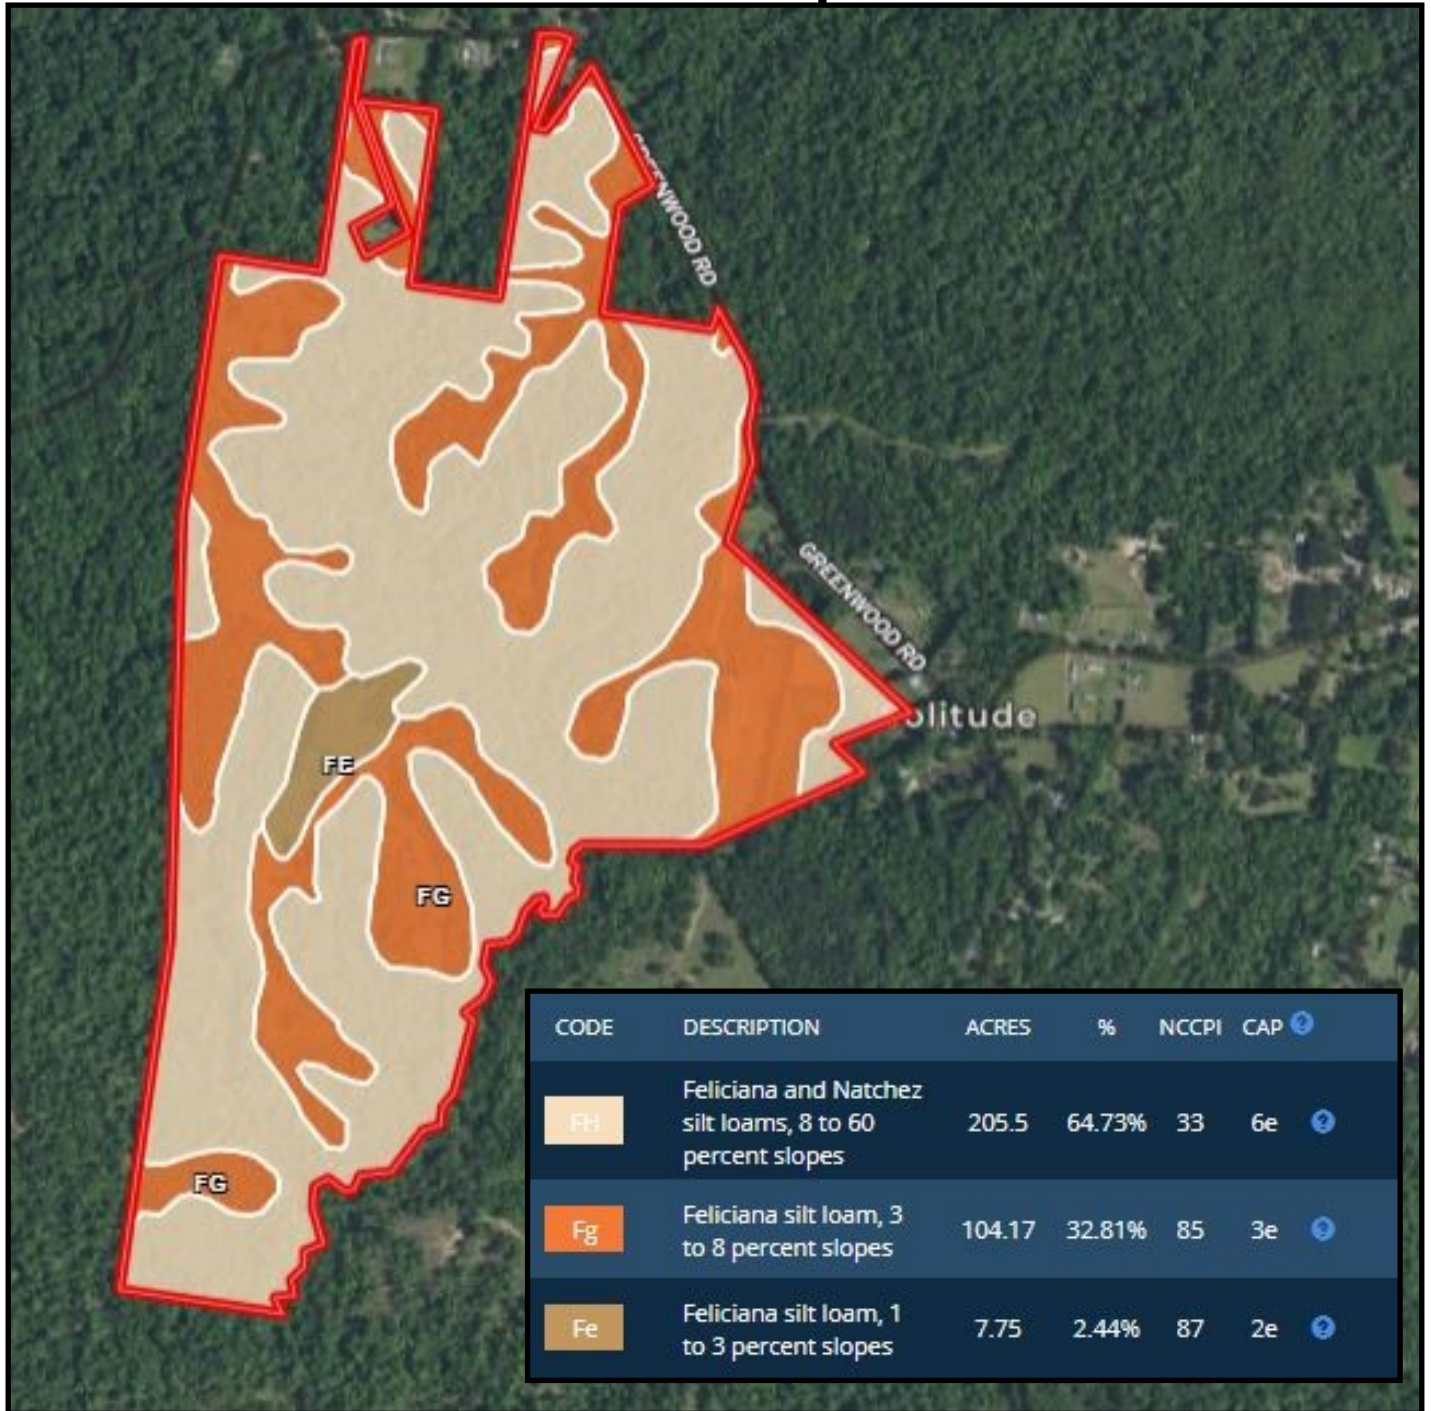 GREENWOOD RD
GREENWOOD RD
olitude
FE
FG
FG
CODE DESCRIPTION ACRES % NCCPI CAP
FH Feliciana and Natchez silt loams, 8 to 60 percent slopes 205.5 64.73% 33 6e
Fg Feliciana silt loam, 3 to 8 percent slopes 104.17 32.81% 85 3e
Fe Feliciana silt loam, 1 to 3 percent slopes 7.75 2.44% 87 2e